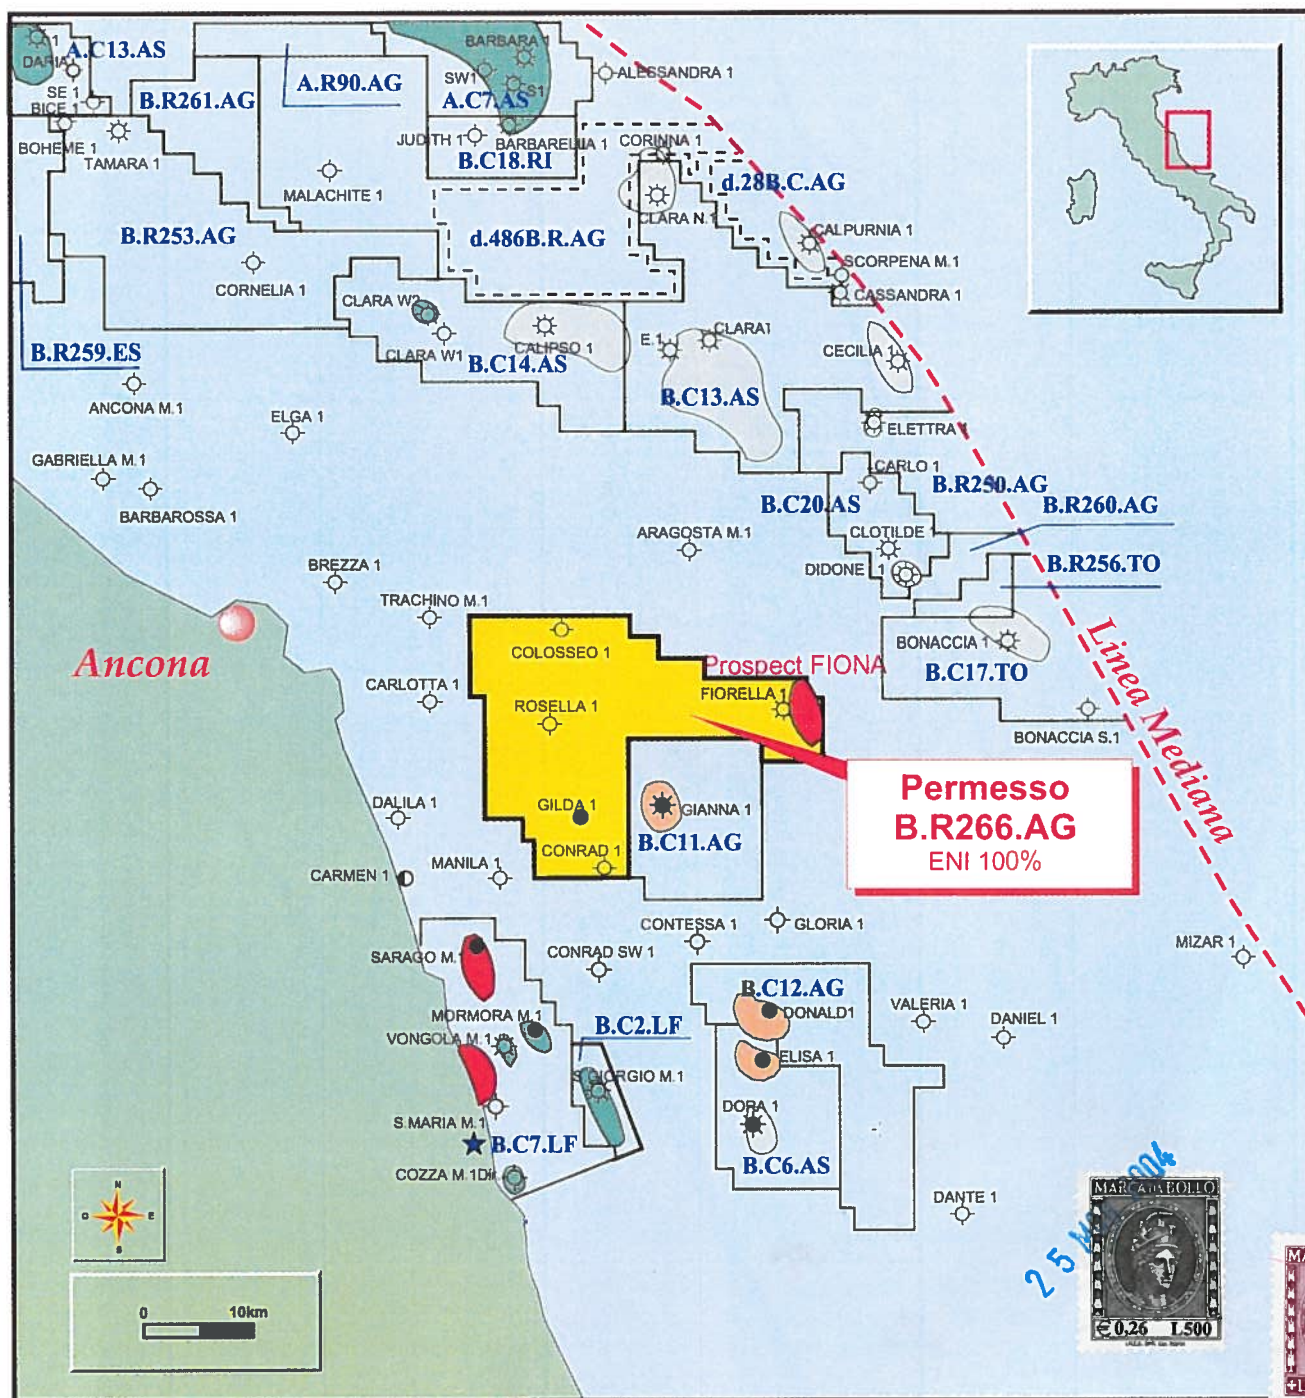 BARBARA 1
DARIA 1
A.C13.AS
SW1
ALESSANDRA 1
A.R90.AG
SE 1
B.R261.AG
S1
A.C7.AS
BICE 1
BOHEME 1
TAMARA 1
JUDITH 1
BARBARELLA 1
CORINNA 1
B.C18.RI
d.28B.C.AG
MALACHITE 1
CLARA N.1
B.R253.AG
d.486B.R.AG
CALPURNIA 1
SCORPENA M.1
CORNELIA 1
CASSANDRA 1
CLARA W2
CLARA W1
CALIPSO 1
E.1
CLARA1
CECILIA 1
B.R259.ES
B.C14.AS
B.C13.AS
ANCONA M.1
ELGA 1
ELETTRA 1
GABRIELLA M.1
CARLO 1
B.R250.AG
BARBAROSSA 1
B.C20.AS
B.R260.AG
ARAGOSTA M.1
CLOTILDE 1
BREZZA 1
DIDONE 1
B.R256.TO
TRACHINO M.1
Ancona
COLOSSEO 1
BONACCIA 1
Linea Mediana
Prospect FIONA
B.C17.TO
CARLOTTA 1
FIORELLA 1
ROSELLA 1
BONACCIA S.1
Permesso
B.R266.AG
ENI 100%
DALILA 1
GILDA 1
GIANNA 1
B.C11.AG
CONRAD 1
MANILA 1
CARMEN 1
CONTESSA 1
GLORIA 1
MIZAR 1
SARAGO M.1
CONRAD SW 1
B.C12.AG
MORMORA M.1
DONALD1
VALERIA 1
DANIEL 1
VONGOLA M.1
B.C2.LF
ELISA 1
S.GIORGIO M.1
DORA 1
S.MARIA M.1
B.C7.LF
B.C6.AS
COZZA M.1Dir
DANTE 1
N
O E
S
0 10km
MARCA DA BOLLO
€ 0,26 L500